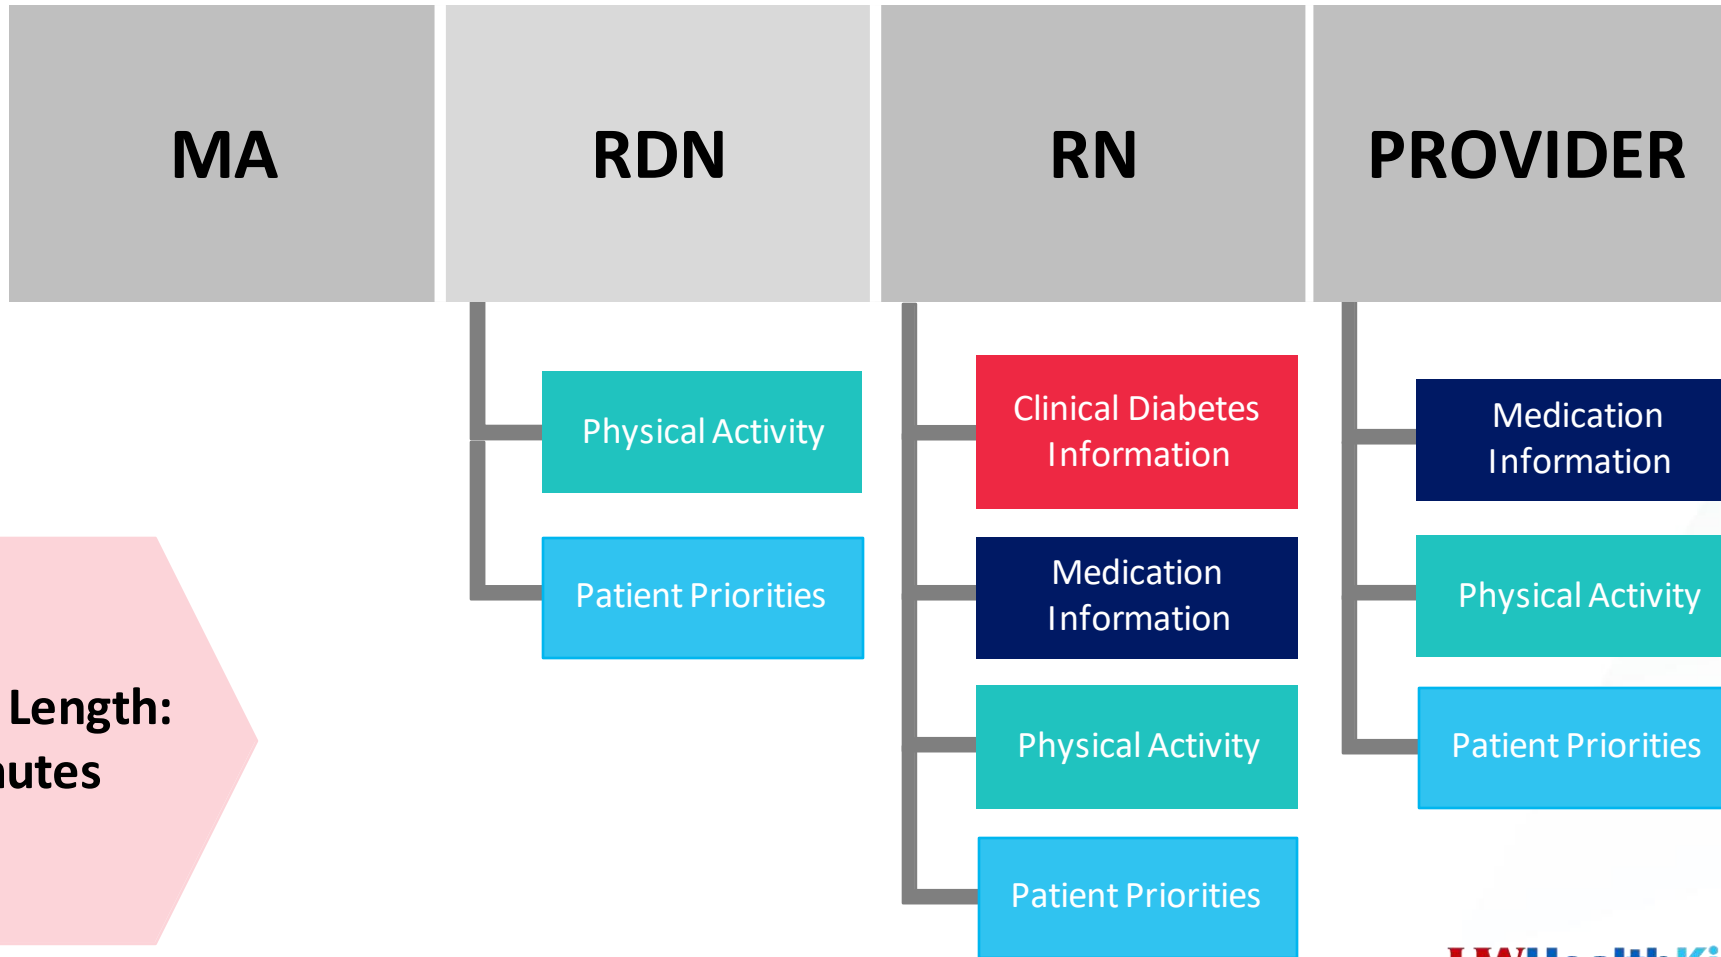 MA
RDN
RN
PROVIDER
Physical Activity
Patient Priorities
Clinical Diabetes
Information
Medication
Information
Physical Activity
Patient Priorities
Medication
Information
Physical Activity
Patient Priorities
Length: